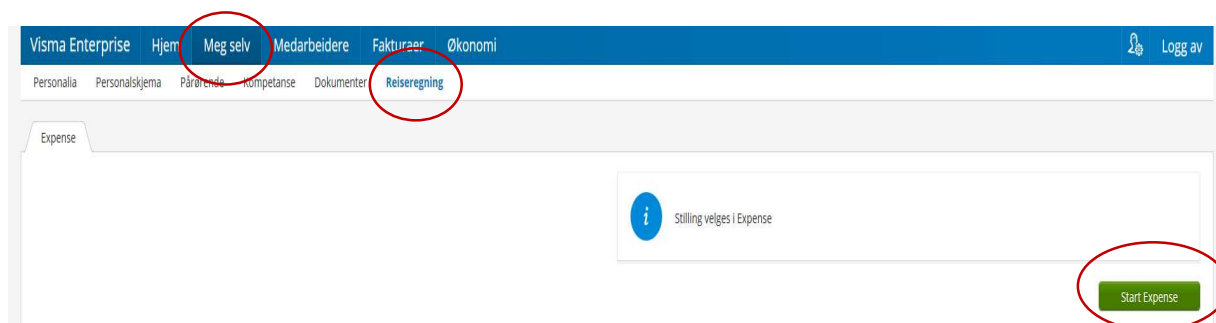 Visma Enterprise Hjem Meg selv Medarbeidere Fakturaer Økonomi Logg av
Personalia Personalskjema Pårørende Kompetanse Dokumenter Reiseregning
Expense
i Stilling velges i Expense
Start Expense